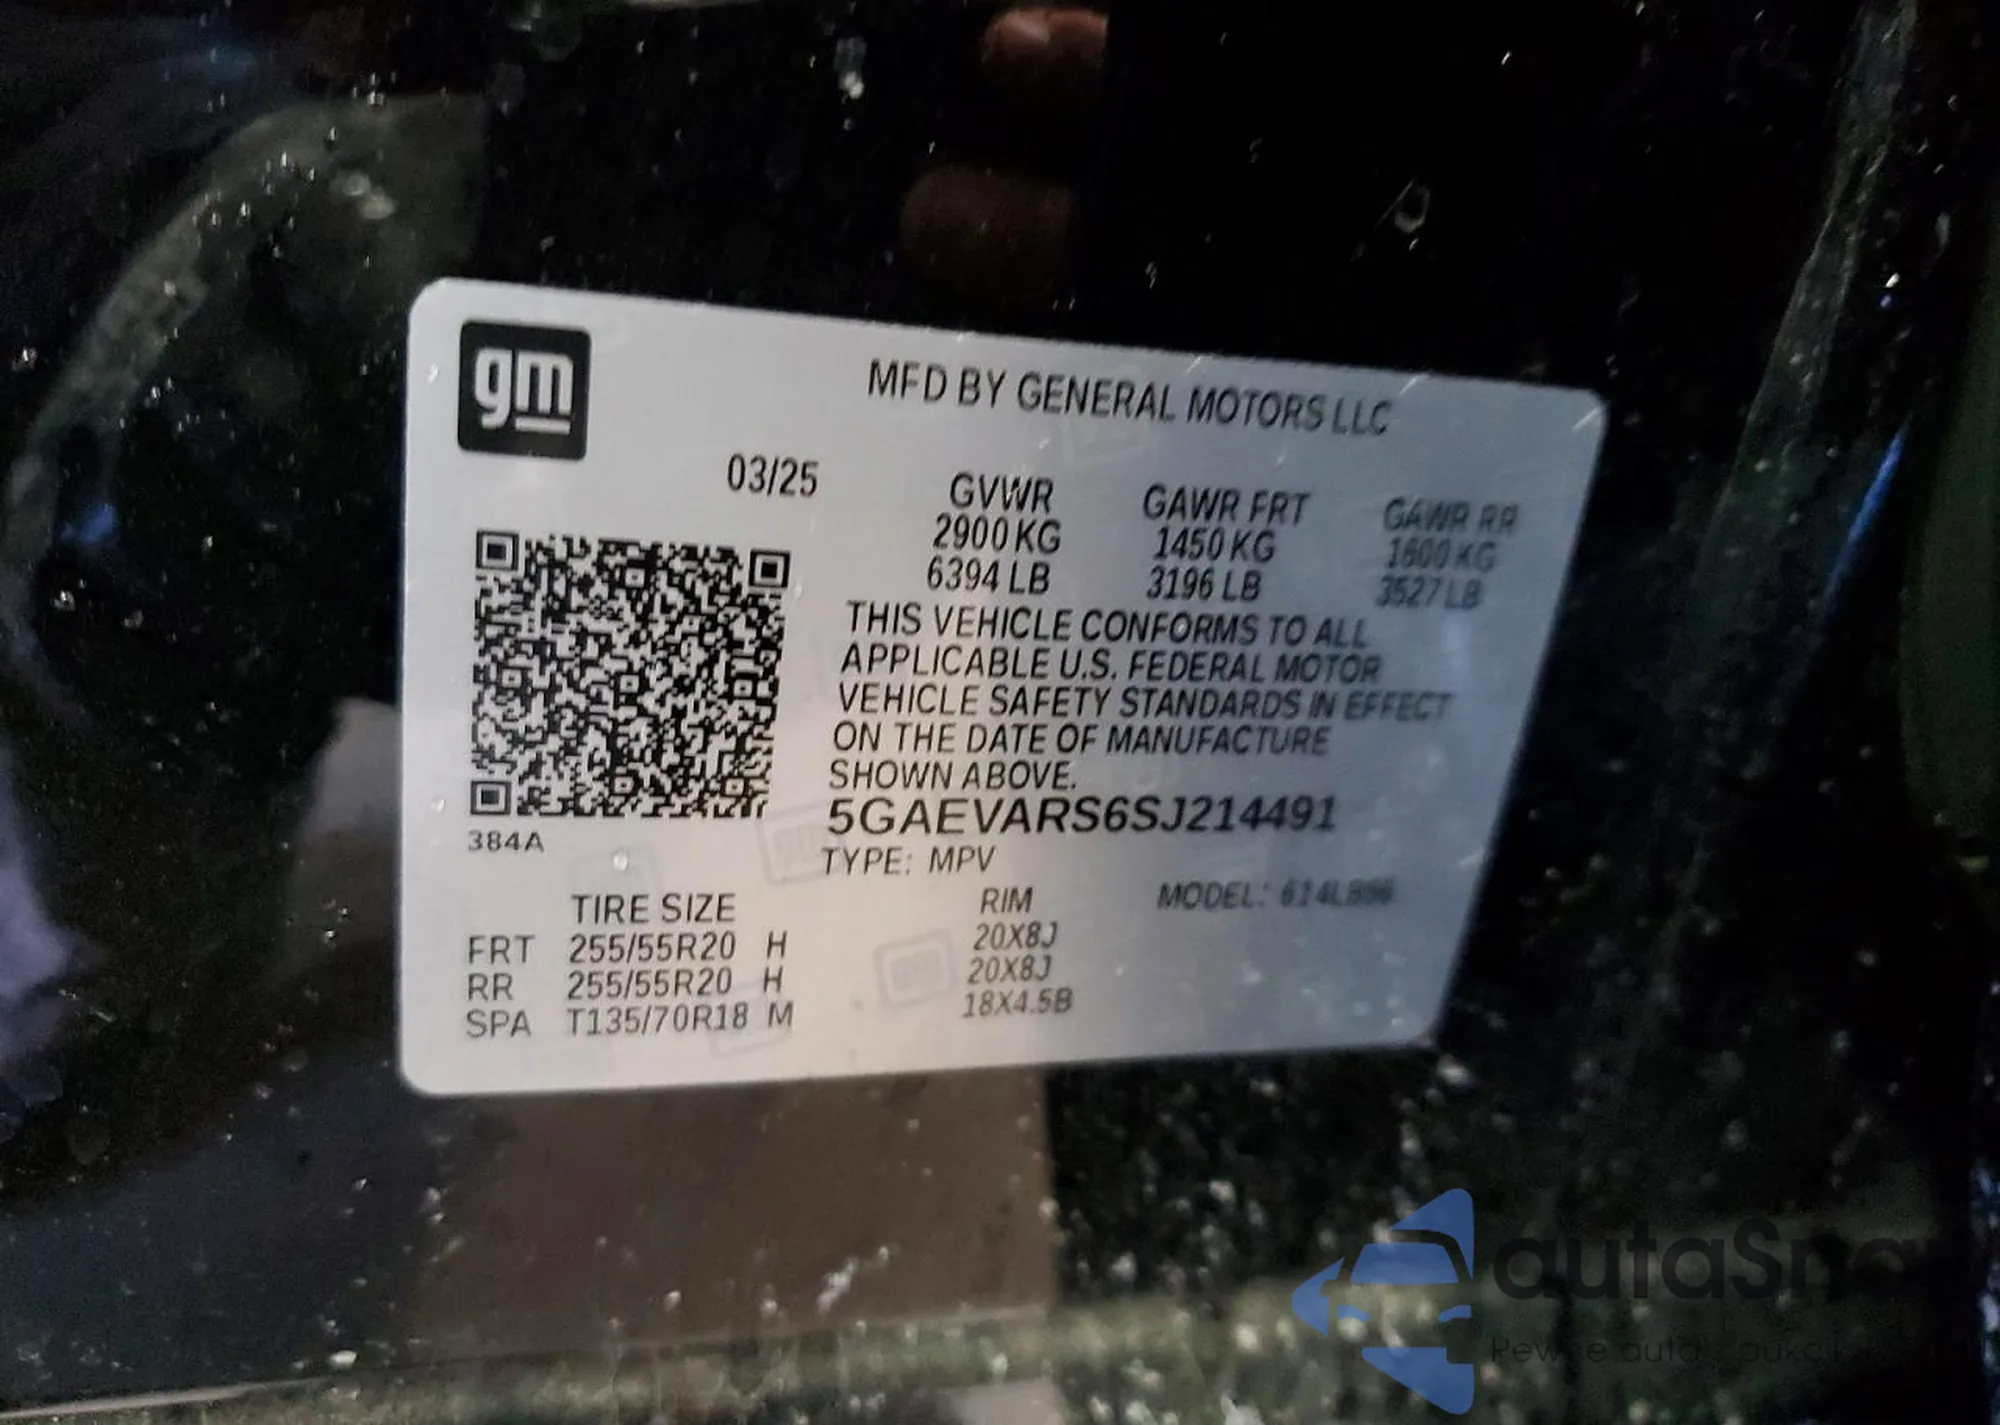 gm
MFD BY GENERAL MOTORS LLC
03/25
GVWR GAWR FRT GAWR RR
2900 KG 1450 KG 1600 KG
6394 LB 3196 LB 3527 LB
THIS VEHICLE CONFORMS TO ALL
APPLICABLE U.S. FEDERAL MOTOR
VEHICLE SAFETY STANDARDS IN EFFECT
ON THE DATE OF MANUFACTURE
SHOWN ABOVE.
5GAEVARS6SJ214491
384A
TYPE: MPV
MODEL:
TIRE SIZE RIM
FRT 255/55R20 H 20X8J
RR 255/55R20 H 20X8J
SPA T135/70R18 M 18X4.5B
auta